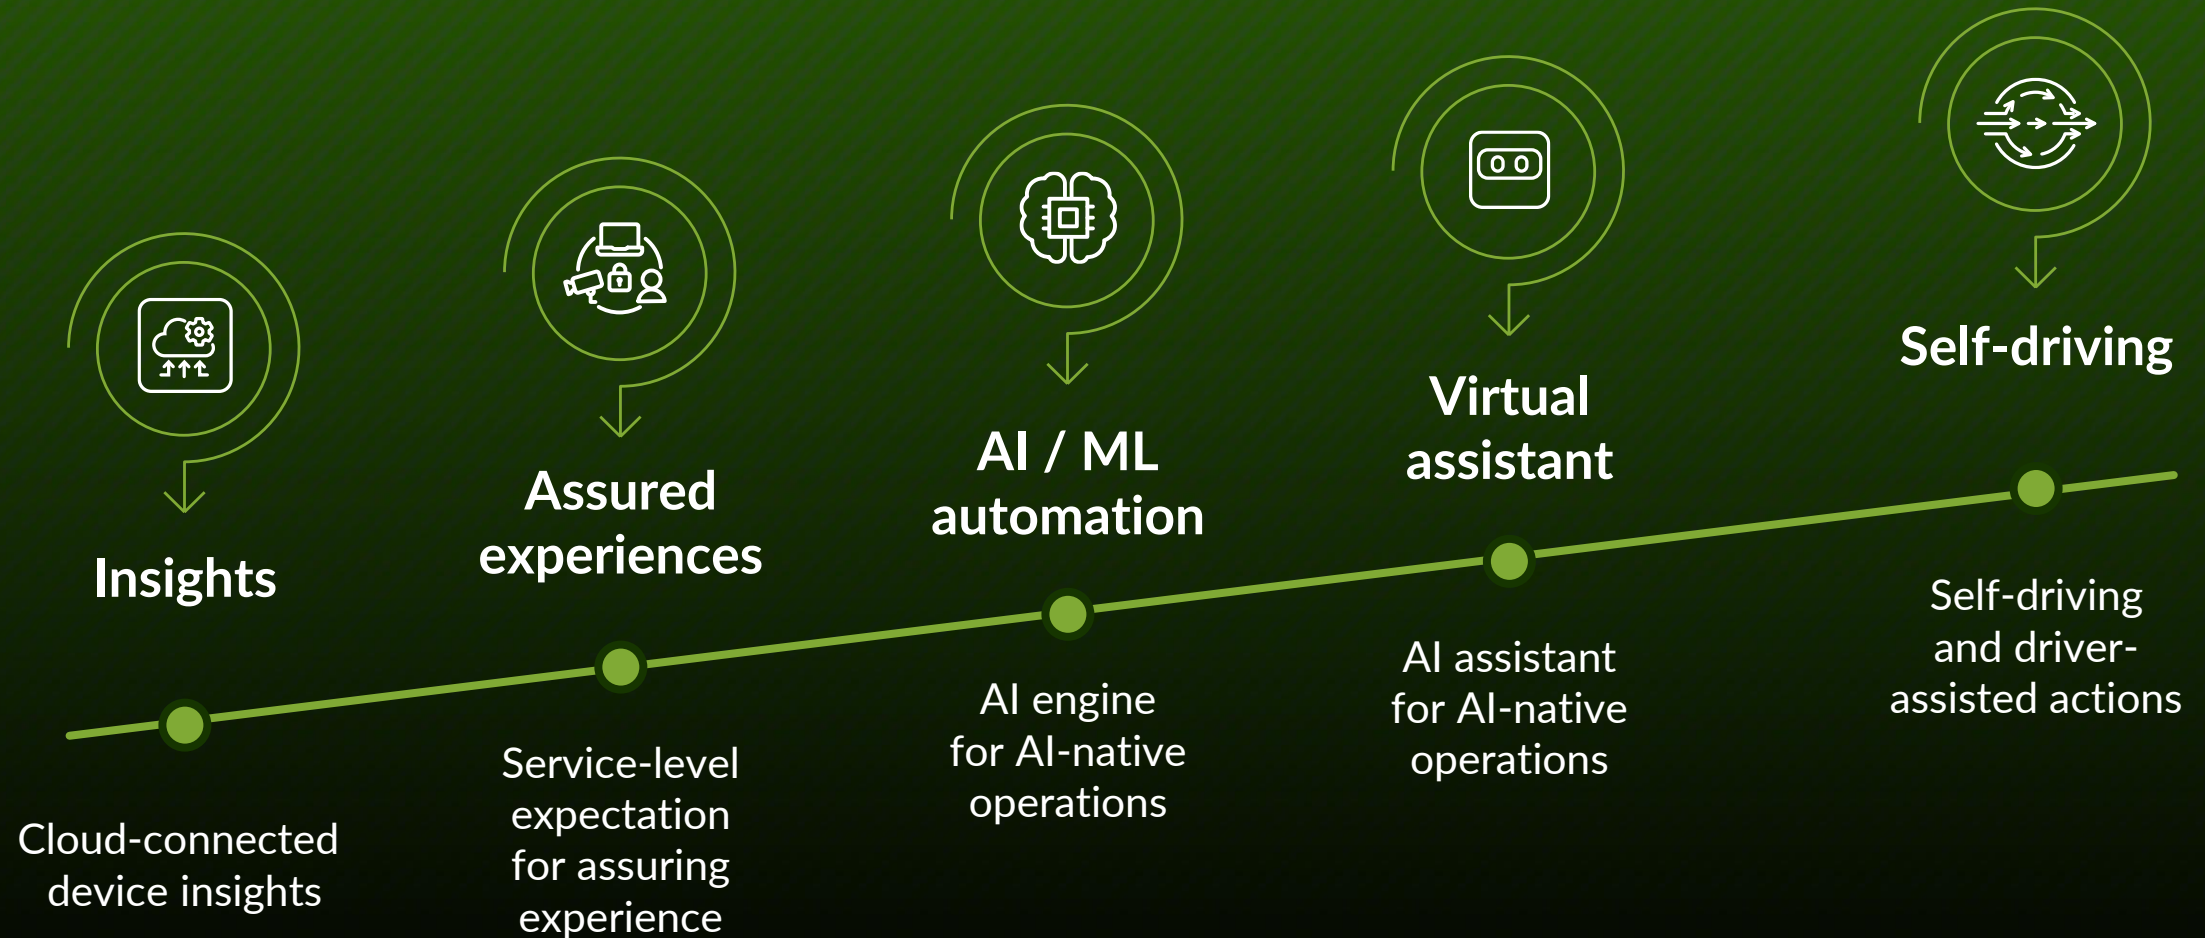 Insights
Cloud-connected
device insights
Assured
experiences
Service-level
expectation
for assuring
experience
AI / ML
automation
AI engine
for AI-native
operations
Virtual
assistant
AI assistant
for AI-native
operations
Self-driving
Self-driving
and driver-
assisted actions